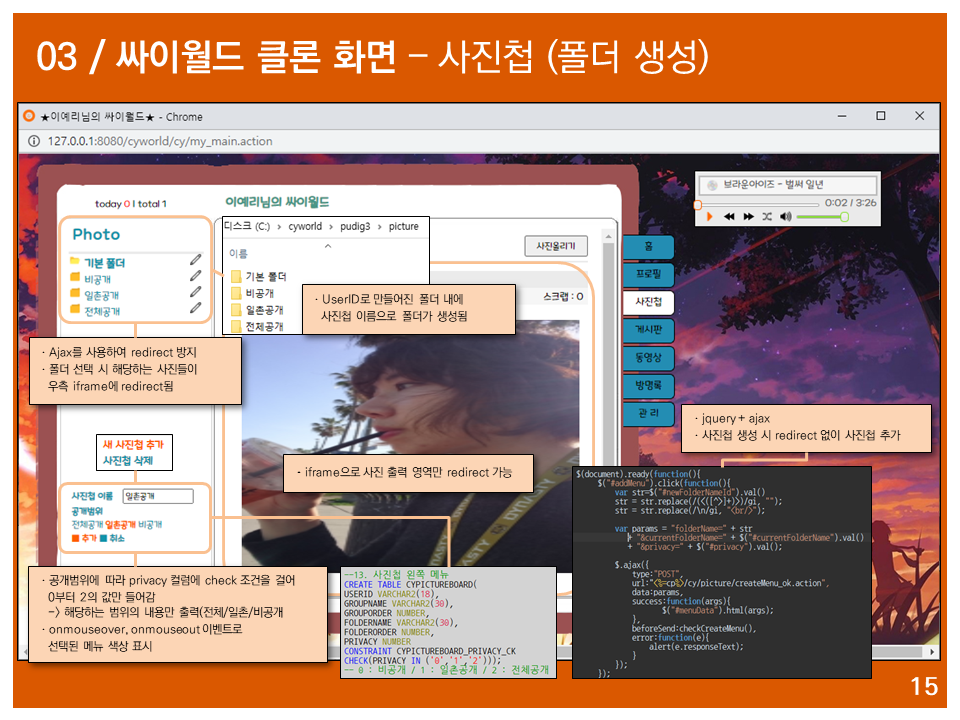 03 / 싸이월드 클론 화면 – 사진첩 (폴더 생성)
★이예리님의 싸이월드★ - Chrome
127.0.0.1:8080/cyworld/cy/my_main.action
브라운아이즈 - 벌써 일년
0:02 / 3:26
today 0 l total 1
이예리님의 싸이월드
Photo
기본 폴더
비공개
일촌공개
전체공개
디스크 (C:) › cyworld › pudig3 › picture
이름
기본 폴더
비공개
일촌공개
전체공개
사진올리기
스크랩 : 0
홈
프로필
사진첩
게시판
동영상
방명록
관 리
· UserID로 만들어진 폴더 내에
사진첩 이름으로 폴더가 생성됨
· Ajax를 사용하여 redirect 방지
· 폴더 선택 시 해당하는 사진들이
우측 iframe에 redirect됨
· jquery + ajax
· 사진첩 생성 시 redirect 없이 사진첩 추가
새 사진첩 추가
사진첩 삭제
· iframe으로 사진 출력 영역만 redirect 가능
사진첩 이름 일촌공개
공개범위
전체공개 일촌공개 비공개
■ 추가 ■ 취소
· 공개범위에 따라 privacy 컬럼에 check 조건을 걸어
0부터 2의 값만 들어감
-> 해당하는 범위의 내용만 출력(전체/일촌/비공개
· onmouseover, onmouseout 이벤트로
선택된 메뉴 색상 표시
--13. 사진첩 왼쪽 메뉴
CREATE TABLE CYPICTUREBOARD(
USERID VARCHAR2(18),
GROUPNAME VARCHAR2(30),
GROUPORDER NUMBER,
FOLDERNAME VARCHAR2(30),
FOLDERORDER NUMBER,
PRIVACY NUMBER
CONSTRAINT CYPICTUREBOARD_PRIVACY_CK
CHECK(PRIVACY IN ('0','1','2')));
-- 0 : 비공개 / 1 : 일촌공개 / 2 : 전체공개
$(document).ready(function(){
$("#addMenu").click(function(){
var str=$("#newFolderNameId").val()
str = str.replace(/(<([^>]+)>)/gi, "");
str = str.replace(/\n/gi, "<br/>");
var params = "folderName=" + str
+ "&currentFolderName=" + $("#currentFolderName").val()
+ "&privacy=" + $("#privacy").val();
$.ajax({
type:"POST",
url:"<%=cp%>/cy/picture/createMenu_ok.action",
data:params,
success:function(args){
$("#menuData").html(args);
},
beforeSend:checkCreateMenu(),
error:function(e){
alert(e.responseText);
}
});
});
15